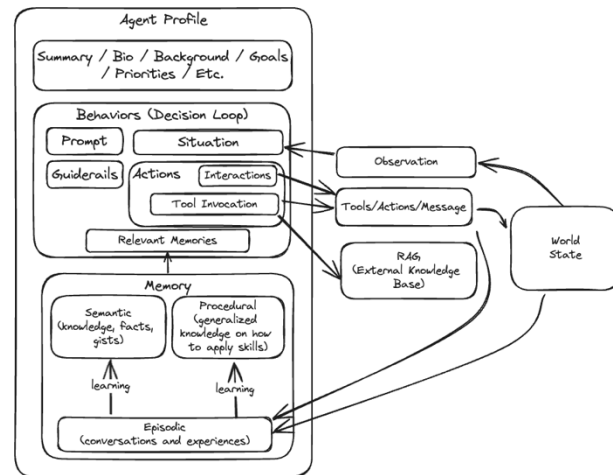 Agent Profile
Summary / Bio / Background / Goals
/ Priorities / Etc.
Behaviors (Decision Loop)
Prompt
Situation
Guiderails
Actions
Interactions
Tool Invocation
Relevant Memories
Observation
Tools/Actions/Message
RAG
(External Knowledge
Base)
World
State
Memory
Semantic
(knowledge, facts,
gists)
Procedural
(generalized
knowledge on how
to apply skills)
learning
learning
Episodic
(conversations and experiences)